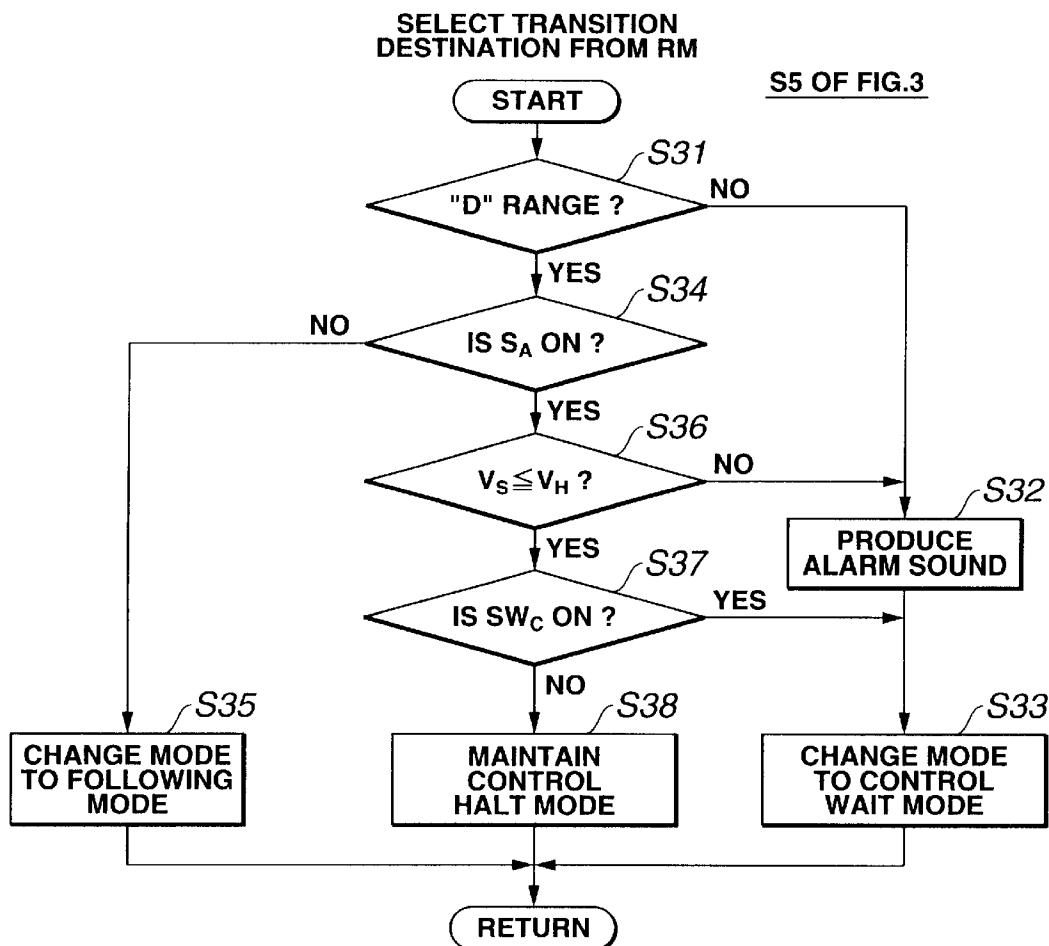 SELECT TRANSITION
DESTINATION FROM RM
S5 OF FIG.3
START
S31
"D" RANGE ?
NO
YES
S34
NO
IS SA ON ?
YES
S36
VS≦VH ?
NO
S32
PRODUCE
ALARM SOUND
YES
S37
IS SWC ON ?
YES
NO
S35
CHANGE MODE
TO FOLLOWING
MODE
S38
MAINTAIN
CONTROL
HALT MODE
S33
CHANGE MODE
TO CONTROL
WAIT MODE
RETURN